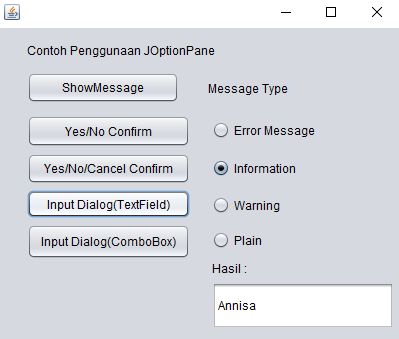 Contoh Penggunaan JOptionPane
ShowMessage
Message Type
Yes/No Confirm
Error Message
Yes/No/Cancel Confirm
Information
Input Dialog(TextField)
Warning
Input Dialog(ComboBox)
Plain
Hasil :
Annisa